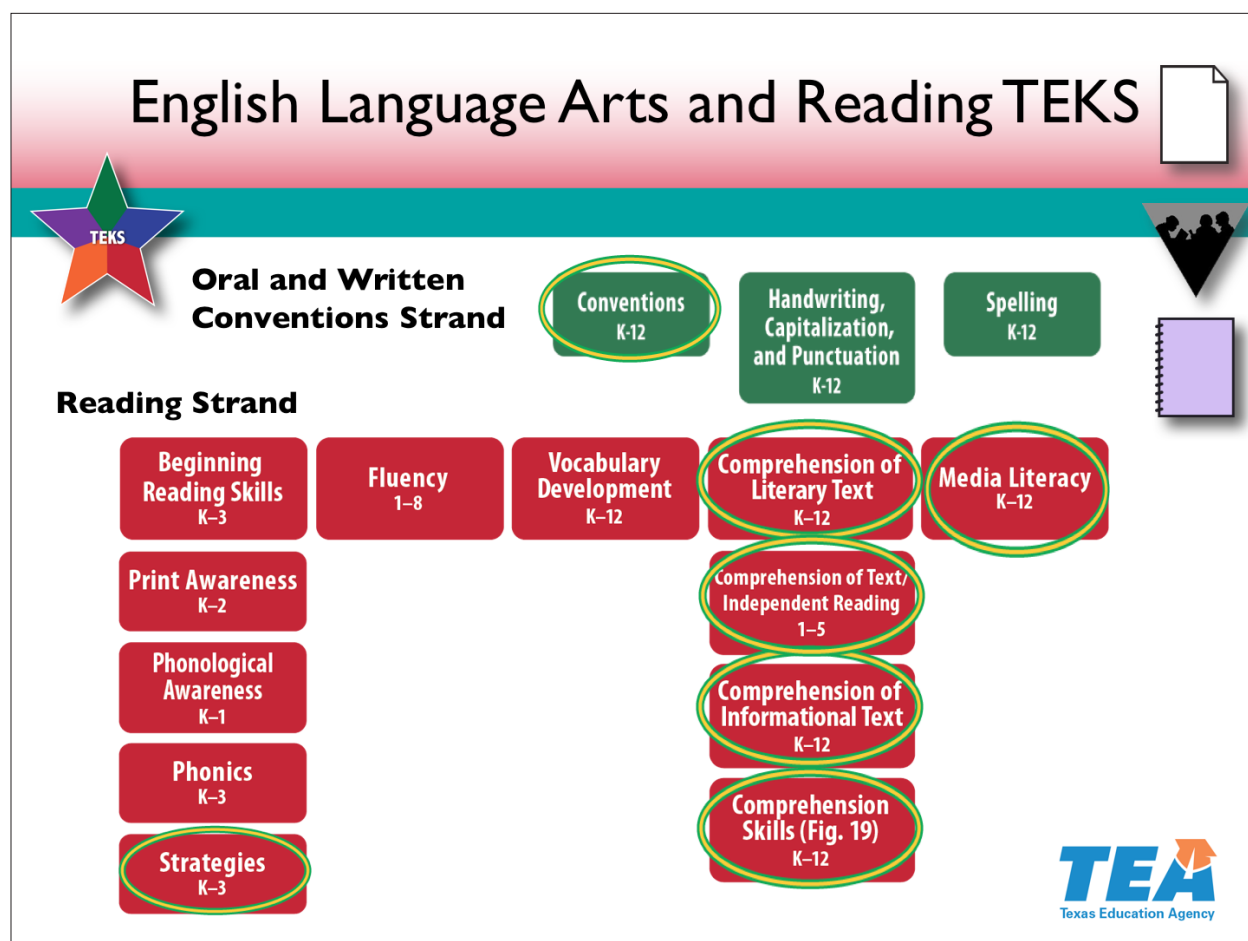 English Language Arts and Reading TEKS
TEKS
Oral and Written
Conventions Strand
Conventions
K-12
Handwriting,
Capitalization,
and Punctuation
K-12
Spelling
K-12
Reading Strand
Beginning
Reading Skills
K–3
Fluency
1–8
Vocabulary
Development
K–12
Comprehension of
Literary Text
K–12
Media Literacy
K–12
Print Awareness
K–2
Comprehension of Text/
Independent Reading
1–5
Phonological
Awareness
K–1
Comprehension of
Informational Text
K–12
Phonics
K–3
Comprehension
Skills (Fig. 19)
K–12
Strategies
K–3
TEA
Texas Education Agency